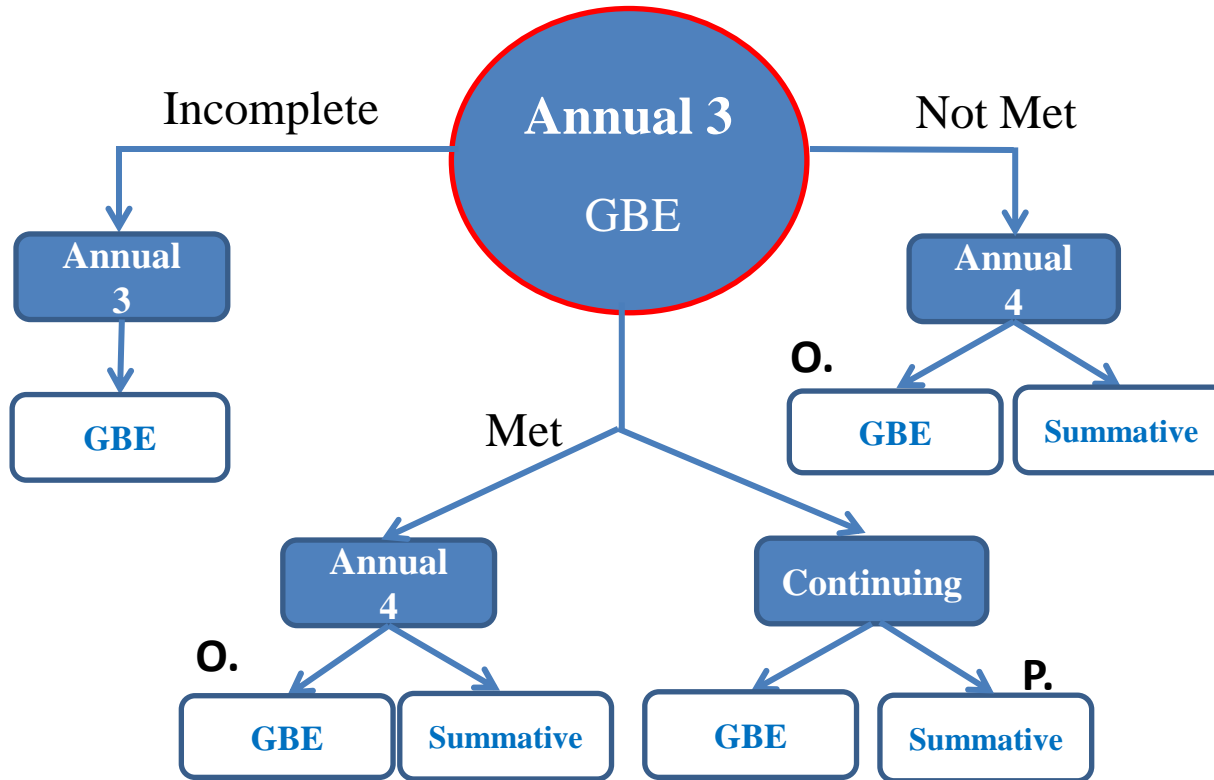 Incomplete
Annual 3
GBE
Not Met
Annual
3
GBE
Annual
4
O.
GBE
Summative
Met
Annual
4
O.
GBE
Summative
Continuing
P.
GBE
Summative